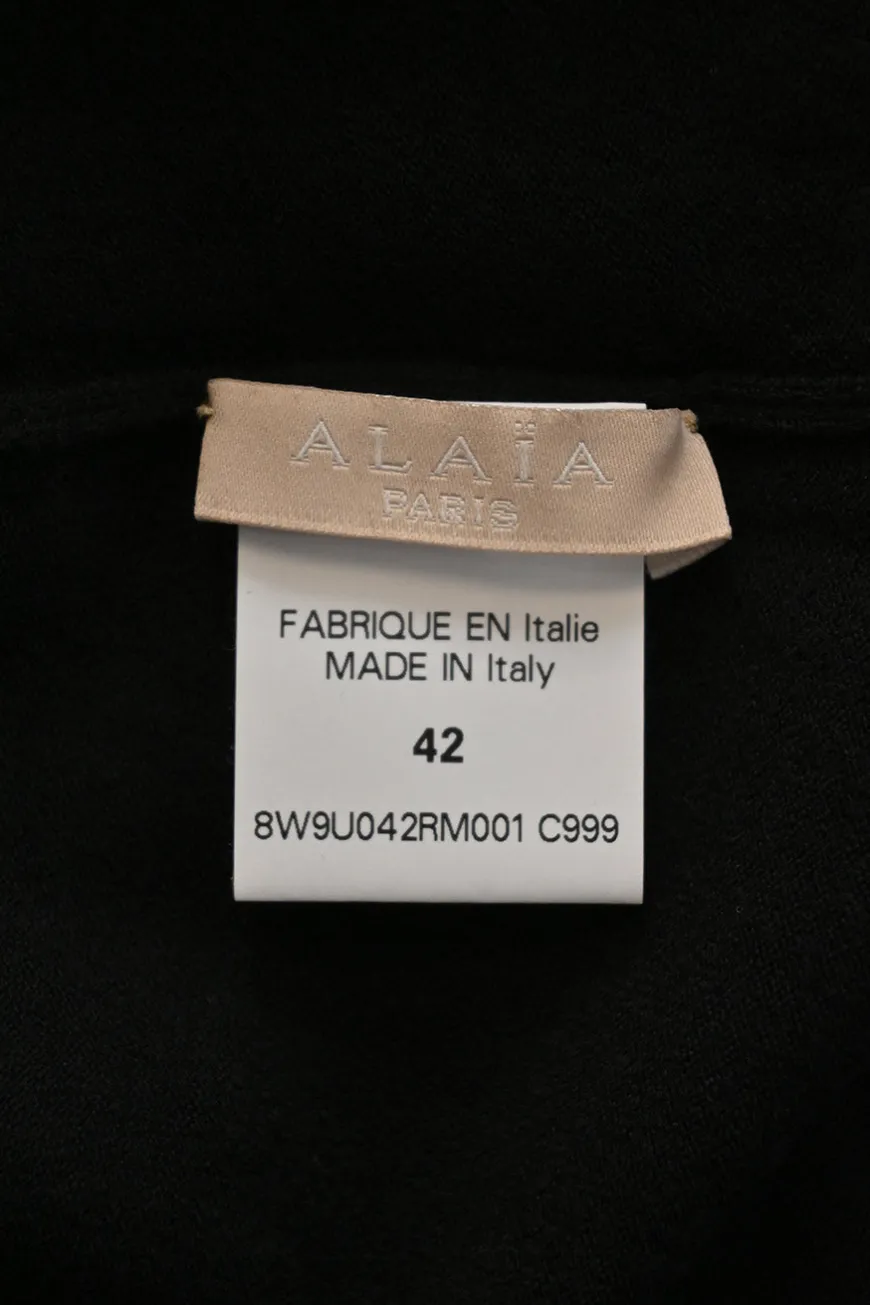 ALAÏA
PARIS
FABRIQUE EN Italie
MADE IN Italy
42
8W9U042RM001 C999